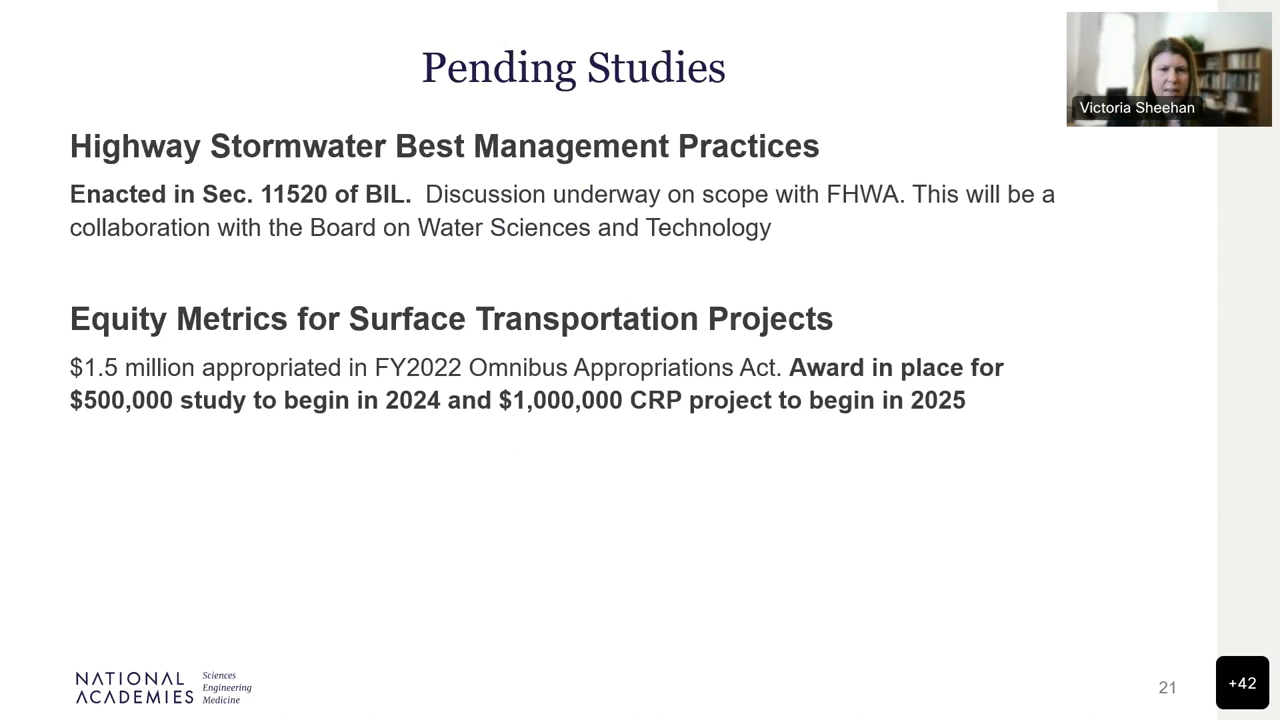 Pending Studies
Victoria Sheehan
Highway Stormwater Best Management Practices
Enacted in Sec. 11520 of BIL.  Discussion underway on scope with FHWA. This will be a
collaboration with the Board on Water Sciences and Technology
Equity Metrics for Surface Transportation Projects
$1.5 million appropriated in FY2022 Omnibus Appropriations Act. Award in place for
$500,000 study to begin in 2024 and $1,000,000 CRP project to begin in 2025
NATIONAL
ACADEMIES
Sciences
Engineering
Medicine
21
+42